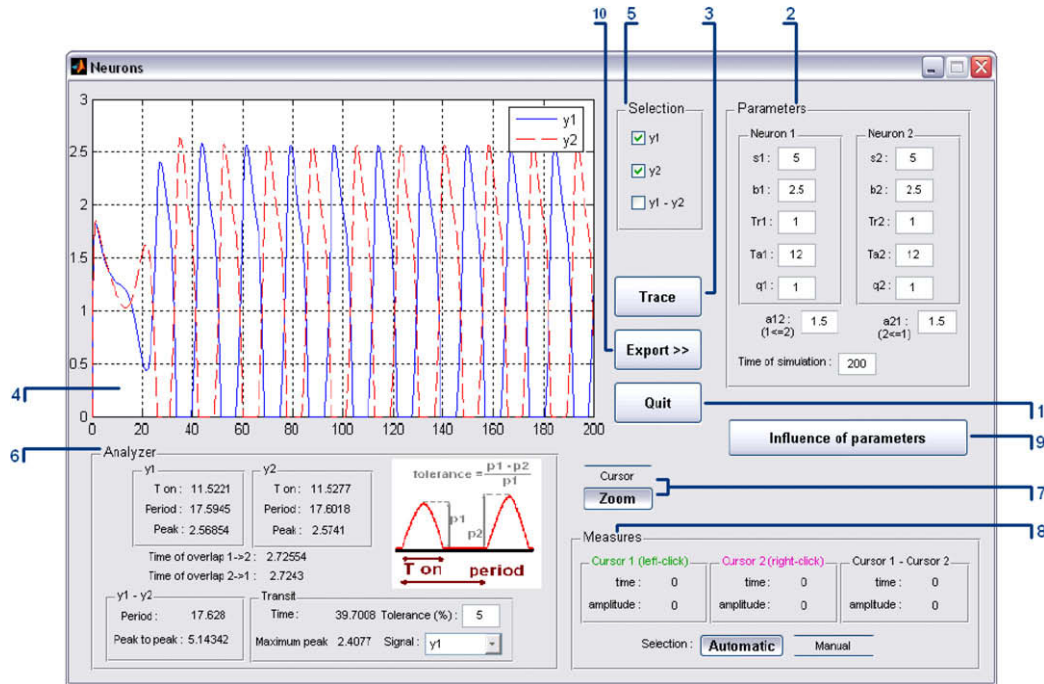 10 5 3 2
Neurons
3
2.5
2
1.5
1
0.5
0
0 20 40 60 80 100 120 140 160 180 200
y1
y2
4
Selection
y1
y2
y1 - y2
Trace
Export >>
Quit
Parameters
Neuron 1 Neuron 2
s1 : 5 s2 : 5
b1 : 2.5 b2 : 2.5
Tr1 : 1 Tr2 : 1
Ta1 : 12 Ta2 : 12
q1 : 1 q2 : 1
a12 : 1.5 a21 : 1.5
(1<=2) (2<=1)
Time of simulation : 200
1
Influence of parameters
9
6
Analyzer
y1 y2
T on : 11.5221 T on : 11.5277
Period : 17.5945 Period : 17.6018
Peak : 2.56854 Peak : 2.5741
Time of overlap 1->2 : 2.72554
Time of overlap 2->1 : 2.7243
tolerance = p1 - p2
p1
p1
p2
T on period
y1 - y2
Period : 17.628
Peak to peak : 5.14342
Transit
Time : 39.7008 Tolerance (%) : 5
Maximum peak 2.4077 Signal : y1
Cursor
Zoom
7
8
Measures
Cursor 1 (left-click) Cursor 2 (right-click) Cursor 1 - Cursor 2
time : 0 time : 0 time : 0
amplitude : 0 amplitude : 0 amplitude : 0
Selection : Automatic Manual